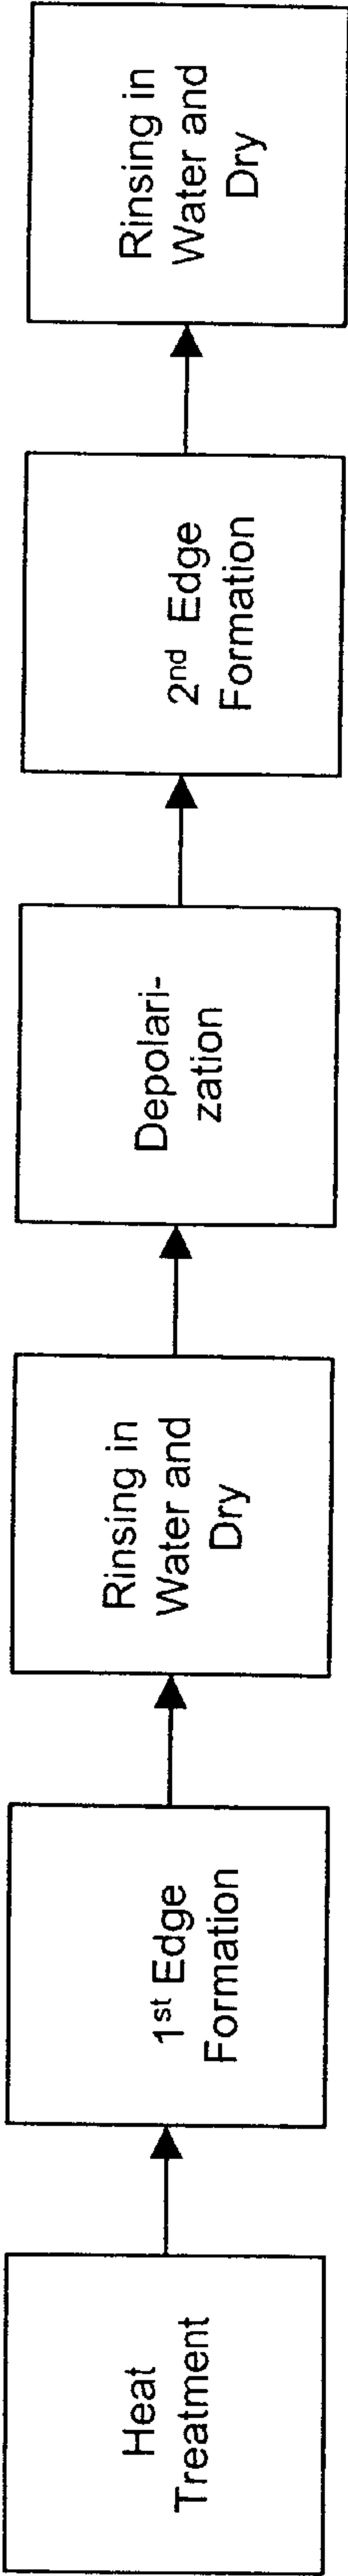 Heat
Treatment
1st Edge
Formation
Rinsing in
Water and
Dry
Depolari-
zation
2nd Edge
Formation
Rinsing in
Water and
Dry